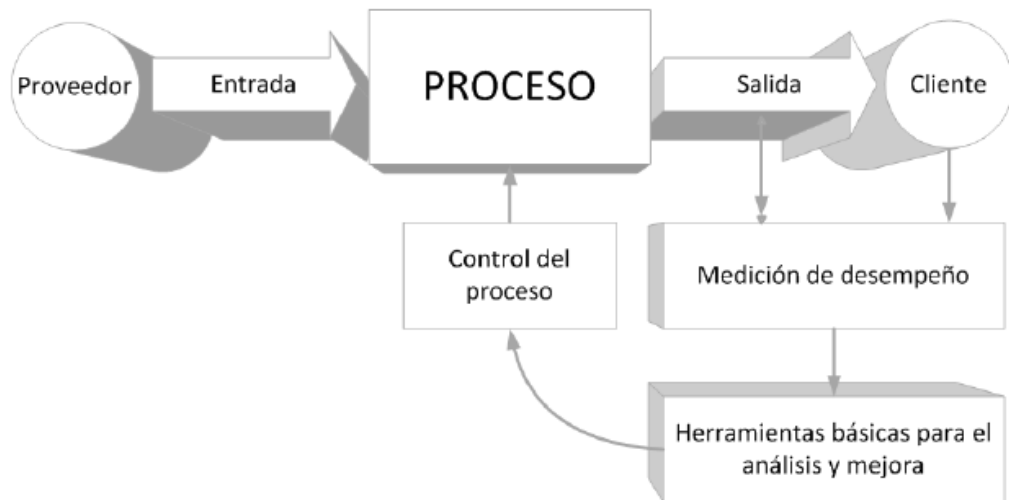 Proveedor
Entrada
PROCESO
Salida
Cliente
Control del
proceso
Medición de desempeño
Herramientas básicas para el
análisis y mejora